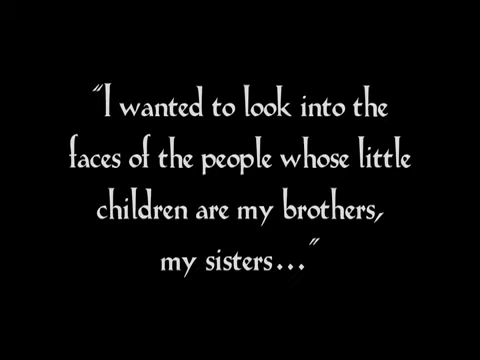 “I wanted to look into the
faces of the people whose little
children are my brothers,
my sisters...”